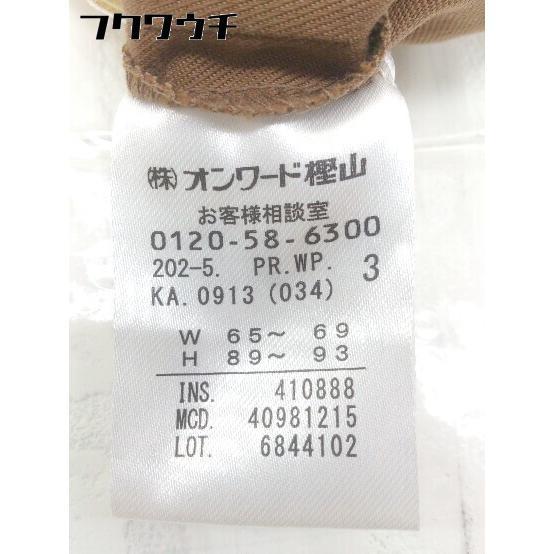 フクワウチ
(株)オンワード樫山
お客様相談室
0120-58-6300
202-5. PR.WP. 3
KA.0913(034)
W 65～ 69
H 89～ 93
INS. 410888
MCD. 40981215
LOT. 6844102